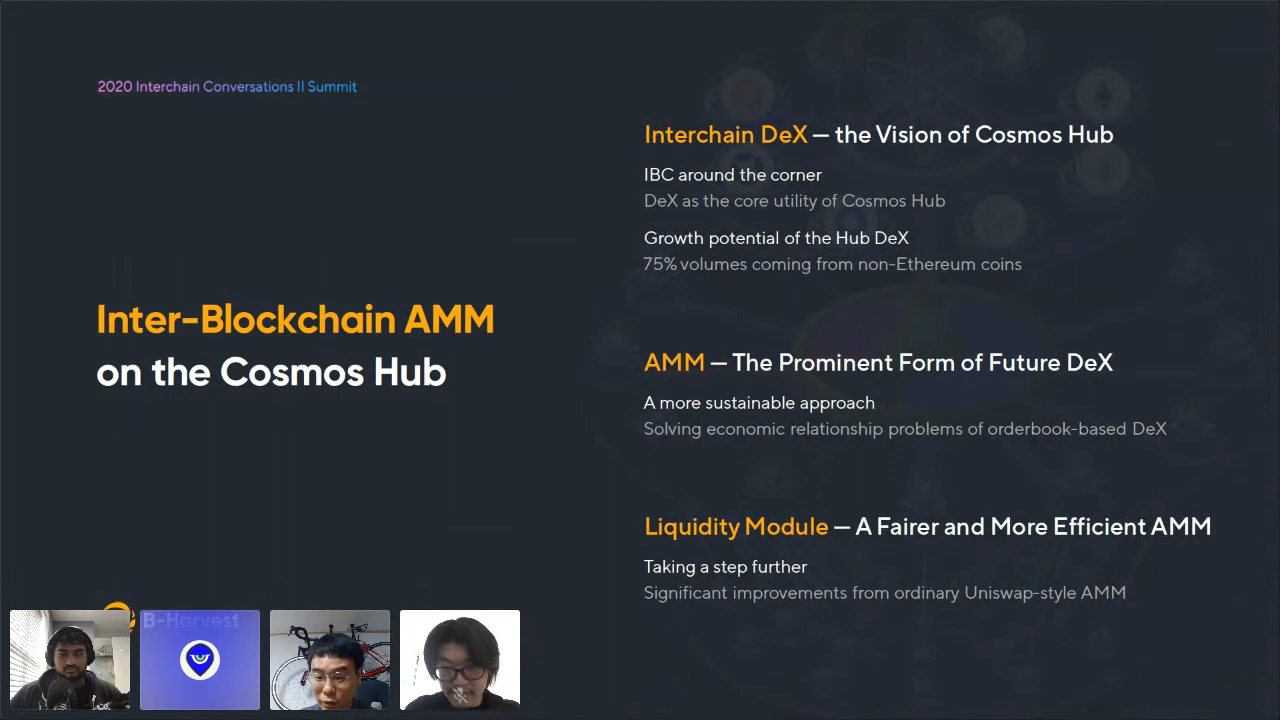 2020 Interchain Conversations II Summit
Inter-Blockchain AMM
on the Cosmos Hub
B-Harvest
Interchain DeX — the Vision of Cosmos Hub
IBC around the corner
DeX as the core utility of Cosmos Hub
Growth potential of the Hub DeX
75% volumes coming from non-Ethereum coins
AMM — The Prominent Form of Future DeX
A more sustainable approach
Solving economic relationship problems of orderbook-based DeX
Liquidity Module — A Fairer and More Efficient AMM
Taking a step further
Significant improvements from ordinary Uniswap-style AMM